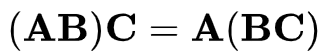 (AB)C = A(BC)